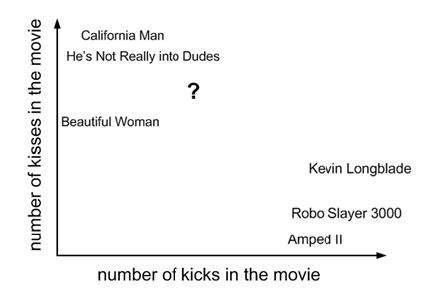 number of kisses in the movie
California Man
He's Not Really into Dudes
?
Beautiful Woman
Kevin Longblade
Robo Slayer 3000
Amped II
number of kicks in the movie